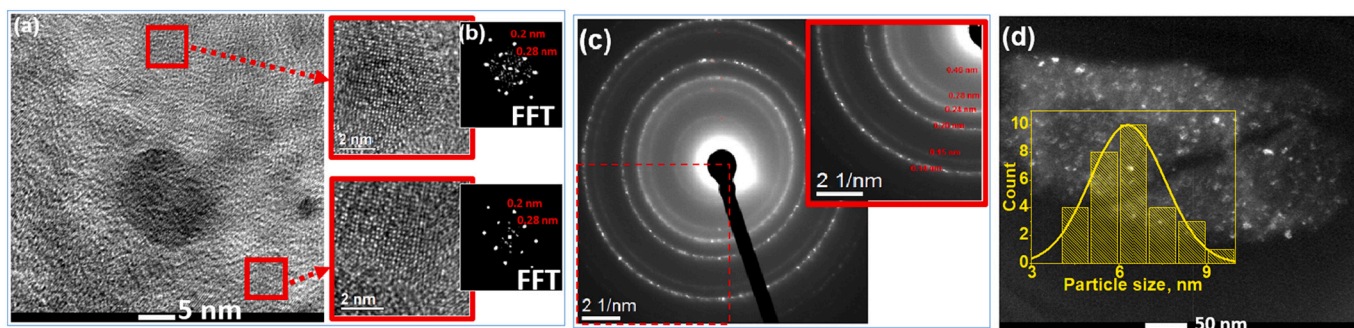 (a)
5 nm
2 nm
2 nm
(b)
0.2 nm
0.28 nm
FFT
0.2 nm
0.28 nm
FFT
(c)
2 1/nm
0.28 nm
0.24 nm
2 1/nm
(d)
10
8
6
4
2
0
Count
3
6
9
Particle size, nm
50 nm